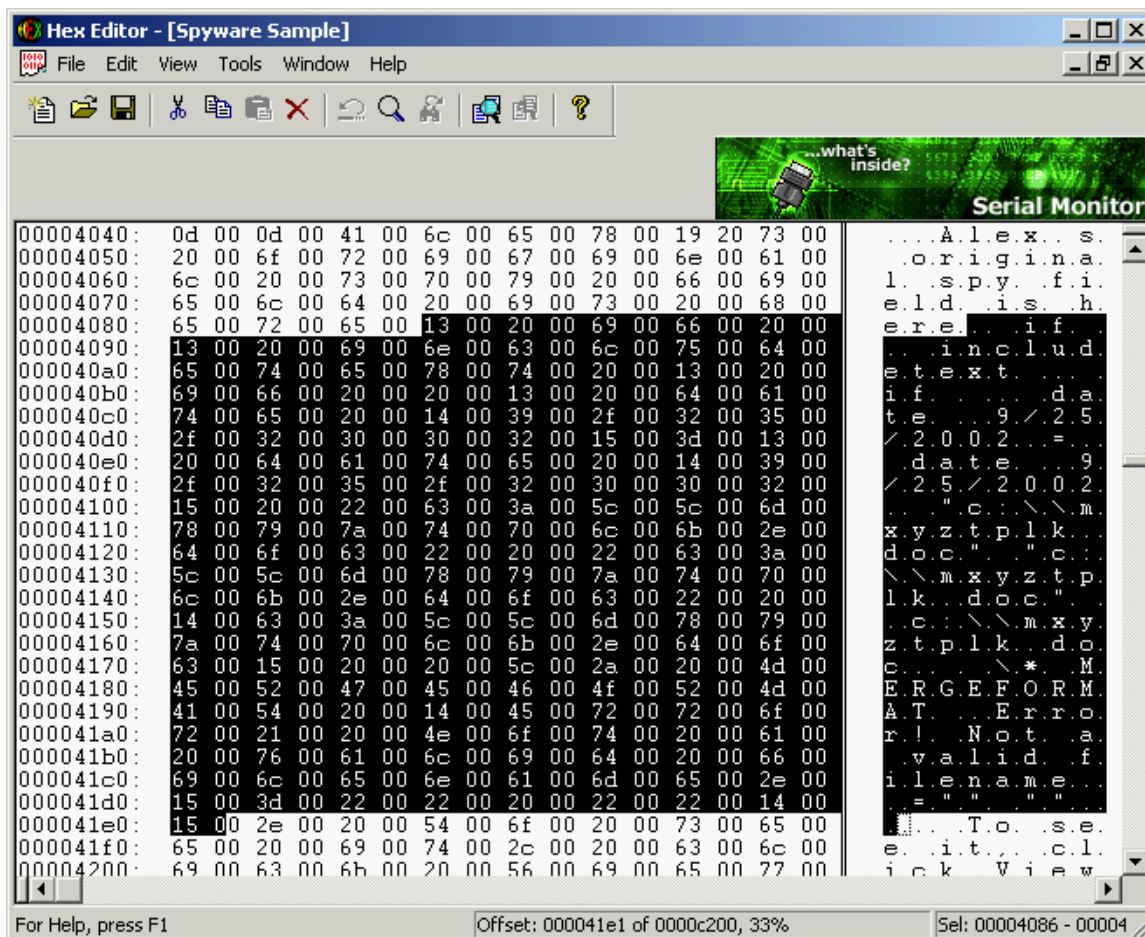 Hex Editor - [Spyware Sample]
File Edit View Tools Window Help
...what's
inside?
Serial Monitor
00004040: 0d 00 0d 00 41 00 6c 00 65 00 78 00 19 20 73 00 ....A.l.e.x.. s.
00004050: 20 00 6f 00 72 00 69 00 67 00 69 00 6e 00 61 00 .o.r.i.g.i.n.a.
00004060: 6c 00 20 00 73 00 70 00 79 00 20 00 66 00 69 00 l. .s.p.y. .f.i.
00004070: 65 00 6c 00 64 00 20 00 69 00 73 00 20 00 68 00 e.l.d. .i.s. .h.
00004080: 65 00 72 00 65 00 13 00 20 00 69 00 66 00 20 00 e.r.e... .i.f. .
00004090: 13 00 20 00 69 00 6e 00 63 00 6c 00 75 00 64 00 .. .i.n.c.l.u.d.
000040a0: 65 00 74 00 65 00 78 00 74 00 20 00 13 00 20 00 e.t.e.x.t. ... .
000040b0: 69 00 66 00 20 00 20 00 13 00 20 00 64 00 61 00 i.f. . ... .d.a.
000040c0: 74 00 65 00 20 00 14 00 39 00 2f 00 32 00 35 00 t.e. ...9./.2.5.
000040d0: 2f 00 32 00 30 00 30 00 32 00 15 00 3d 00 13 00 /.2.0.0.2...=...
000040e0: 20 00 64 00 61 00 74 00 65 00 20 00 14 00 39 00 .d.a.t.e. ...9.
000040f0: 2f 00 32 00 35 00 2f 00 32 00 30 00 30 00 32 00 /.2.5./.2.0.0.2.
00004100: 15 00 20 00 22 00 63 00 3a 00 5c 00 5c 00 6d 00 .. .".c.:.\.\.m.
00004110: 78 00 79 00 7a 00 74 00 70 00 6c 00 6b 00 2e 00 x.y.z.t.p.l.k...
00004120: 64 00 6f 00 63 00 22 00 20 00 22 00 63 00 3a 00 d.o.c.". .".c.:.
00004130: 5c 00 5c 00 6d 00 78 00 79 00 7a 00 74 00 70 00 \.\.m.x.y.z.t.p.
00004140: 6c 00 6b 00 2e 00 64 00 6f 00 63 00 22 00 20 00 l.k...d.o.c.". .
00004150: 14 00 63 00 3a 00 5c 00 5c 00 6d 00 78 00 79 00 ..c.:.\.\.m.x.y.
00004160: 7a 00 74 00 70 00 6c 00 6b 00 2e 00 64 00 6f 00 z.t.p.l.k...d.o.
00004170: 63 00 15 00 20 00 20 00 5c 00 2a 00 20 00 4d 00 c... . .\.*. .M.
00004180: 45 00 52 00 47 00 45 00 46 00 4f 00 52 00 4d 00 E.R.G.E.F.O.R.M.
00004190: 41 00 54 00 20 00 14 00 45 00 72 00 72 00 6f 00 A.T. ...E.r.r.o.
000041a0: 72 00 21 00 20 00 4e 00 6f 00 74 00 20 00 61 00 r.!. .N.o.t. .a.
000041b0: 20 00 76 00 61 00 6c 00 69 00 64 00 20 00 66 00 .v.a.l.i.d. .f.
000041c0: 69 00 6c 00 65 00 6e 00 61 00 6d 00 65 00 2e 00 i.l.e.n.a.m.e...
000041d0: 15 00 3d 00 22 00 22 00 20 00 22 00 22 00 14 00 ..=.".". .."."...
000041e0: 15 00 2e 00 20 00 54 00 6f 00 20 00 73 00 65 00 .... .T.o. .s.e.
000041f0: 65 00 20 00 69 00 74 00 2c 00 20 00 63 00 6c 00 e. .i.t.,. .c.l.
00004200: 69 00 63 00 6b 00 20 00 56 00 69 00 65 00 77 00 i.c.k. .V.i.e.w.
For Help, press F1 Offset: 000041e1 of 0000c200, 33% Sel: 00004086 - 00004